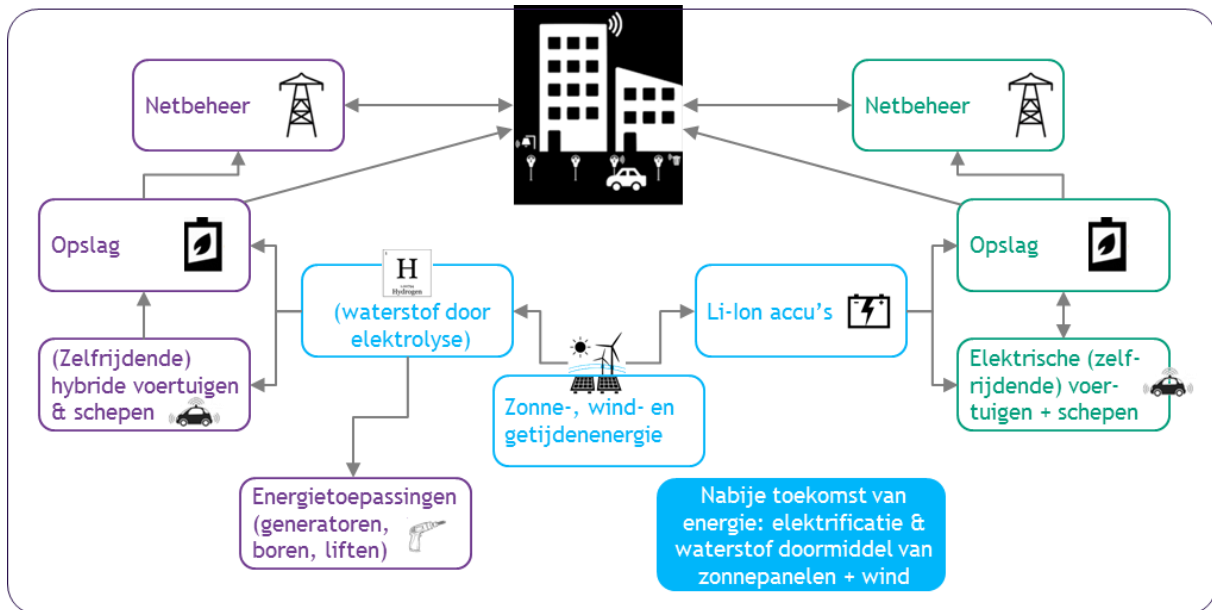 Netbeheer
Netbeheer
Opslag
Opslag
H
Hydrogen
(waterstof door
elektrolyse)
Li-Ion accu's
(Zelfrijdende)
hybride voertuigen
& schepen
Elektrische (zelf-
rijdende) voer-
tuigen + schepen
Zonne-, wind- en
getijdenenergie
Energietoepassingen
(generatoren,
boren, liften)
Nabije toekomst van
energie: elektrificatie &
waterstof doormiddel van
zonnepanelen + wind